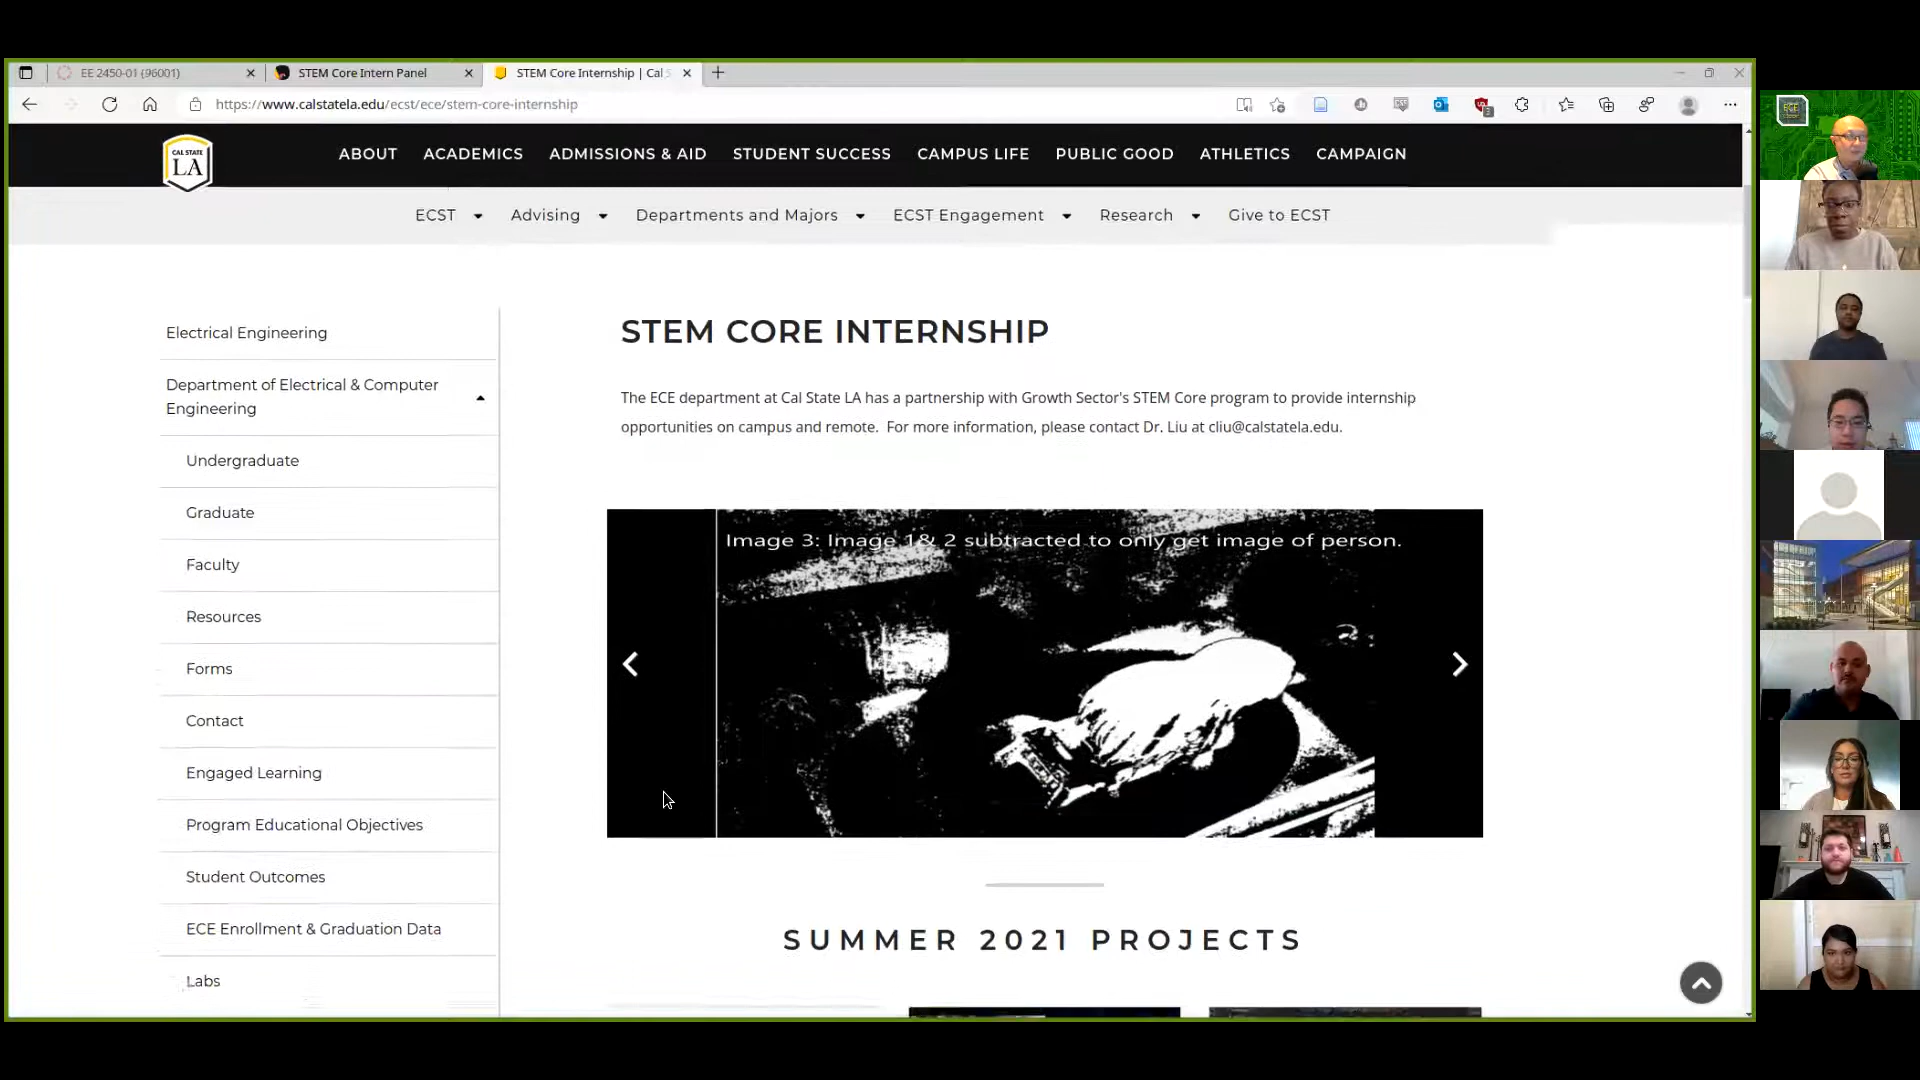 EE 2450-01 (96001)
STEM Core Intern Panel
STEM Core Internship | Cal S
https://www.calstatela.edu/ecst/ece/stem-core-internship
CAL STATE
LA
ABOUT
ACADEMICS
ADMISSIONS & AID
STUDENT SUCCESS
CAMPUS LIFE
PUBLIC GOOD
ATHLETICS
CAMPAIGN
ECST
Advising
Departments and Majors
ECST Engagement
Research
Give to ECST
Electrical Engineering
Department of Electrical & Computer
Engineering
Undergraduate
Graduate
Faculty
Resources
Forms
Contact
Engaged Learning
Program Educational Objectives
Student Outcomes
ECE Enrollment & Graduation Data
Labs
STEM CORE INTERNSHIP
The ECE department at Cal State LA has a partnership with Growth Sector's STEM Core program to provide internship
opportunities on campus and remote. For more information, please contact Dr. Liu at cliu@calstatela.edu.
Image 3: Image 1& 2 subtracted to only get image of person.
SUMMER 2021 PROJECTS
ECE